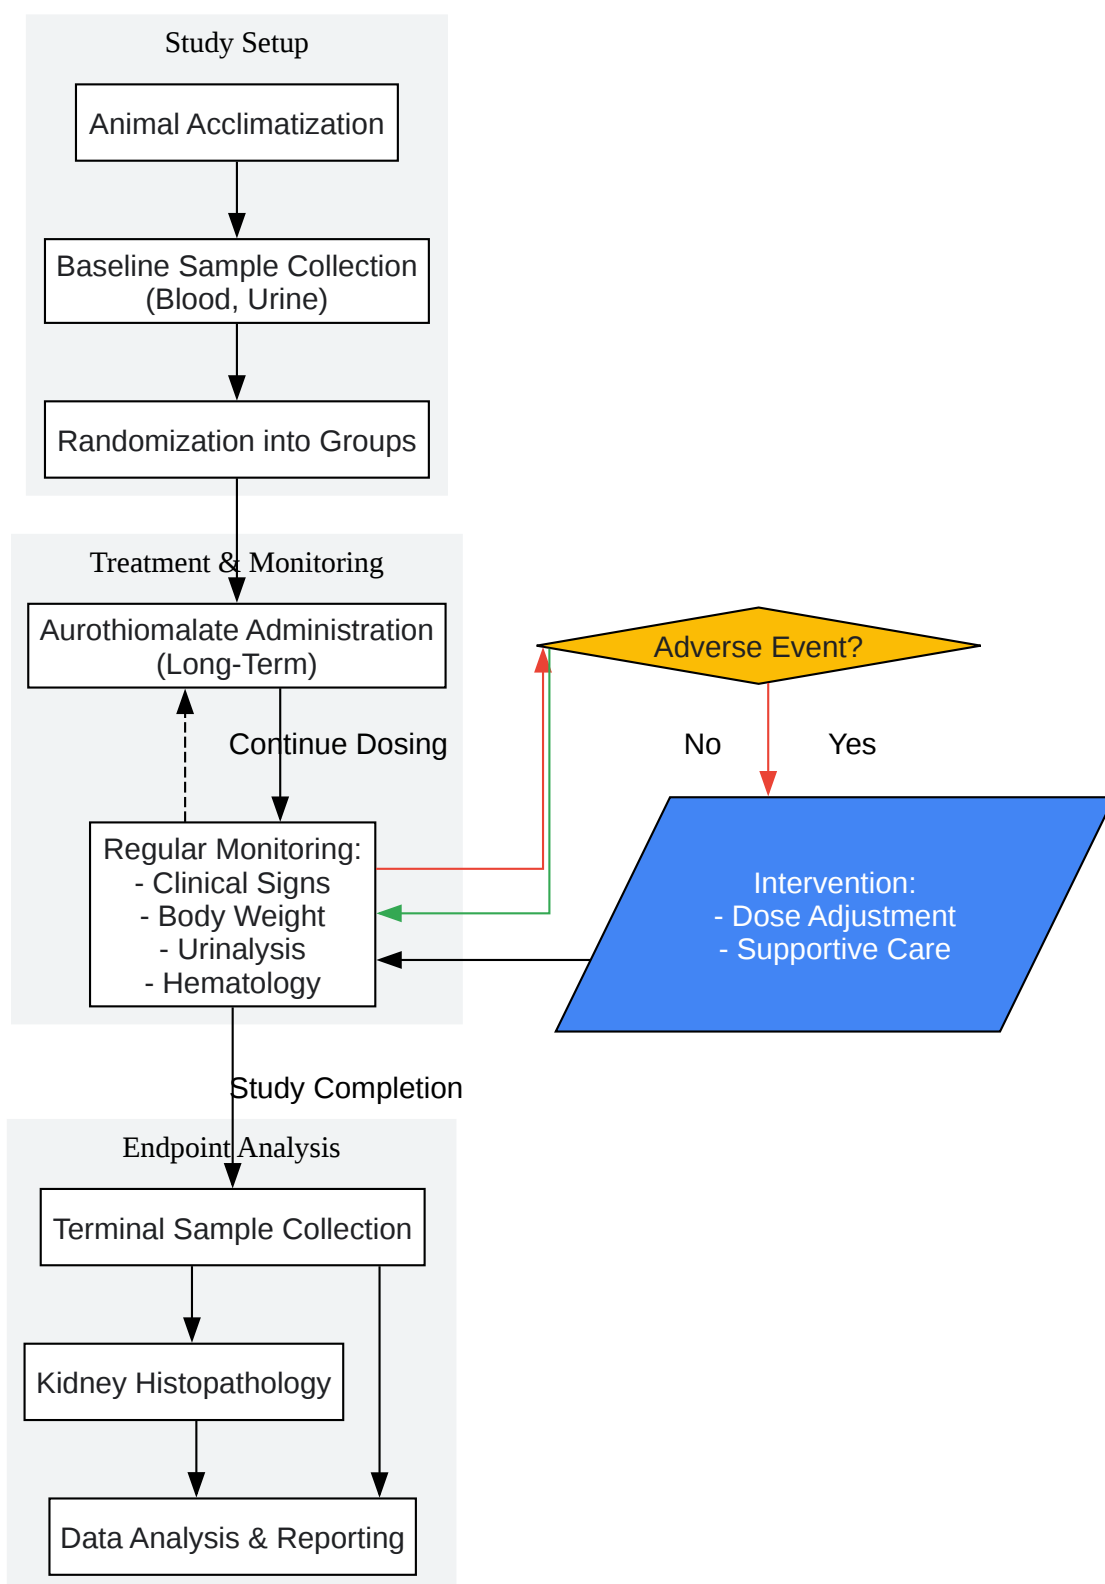 Study Setup
Animal Acclimatization
Baseline Sample Collection
(Blood, Urine)
Randomization into Groups
Treatment & Monitoring
Aurothiomalate Administration
(Long-Term)
Adverse Event?
Continue Dosing
No
Yes
Regular Monitoring:
- Clinical Signs
- Body Weight
- Urinalysis
- Hematology
Intervention:
- Dose Adjustment
- Supportive Care
Study Completion
Endpoint Analysis
Terminal Sample Collection
Kidney Histopathology
Data Analysis & Reporting